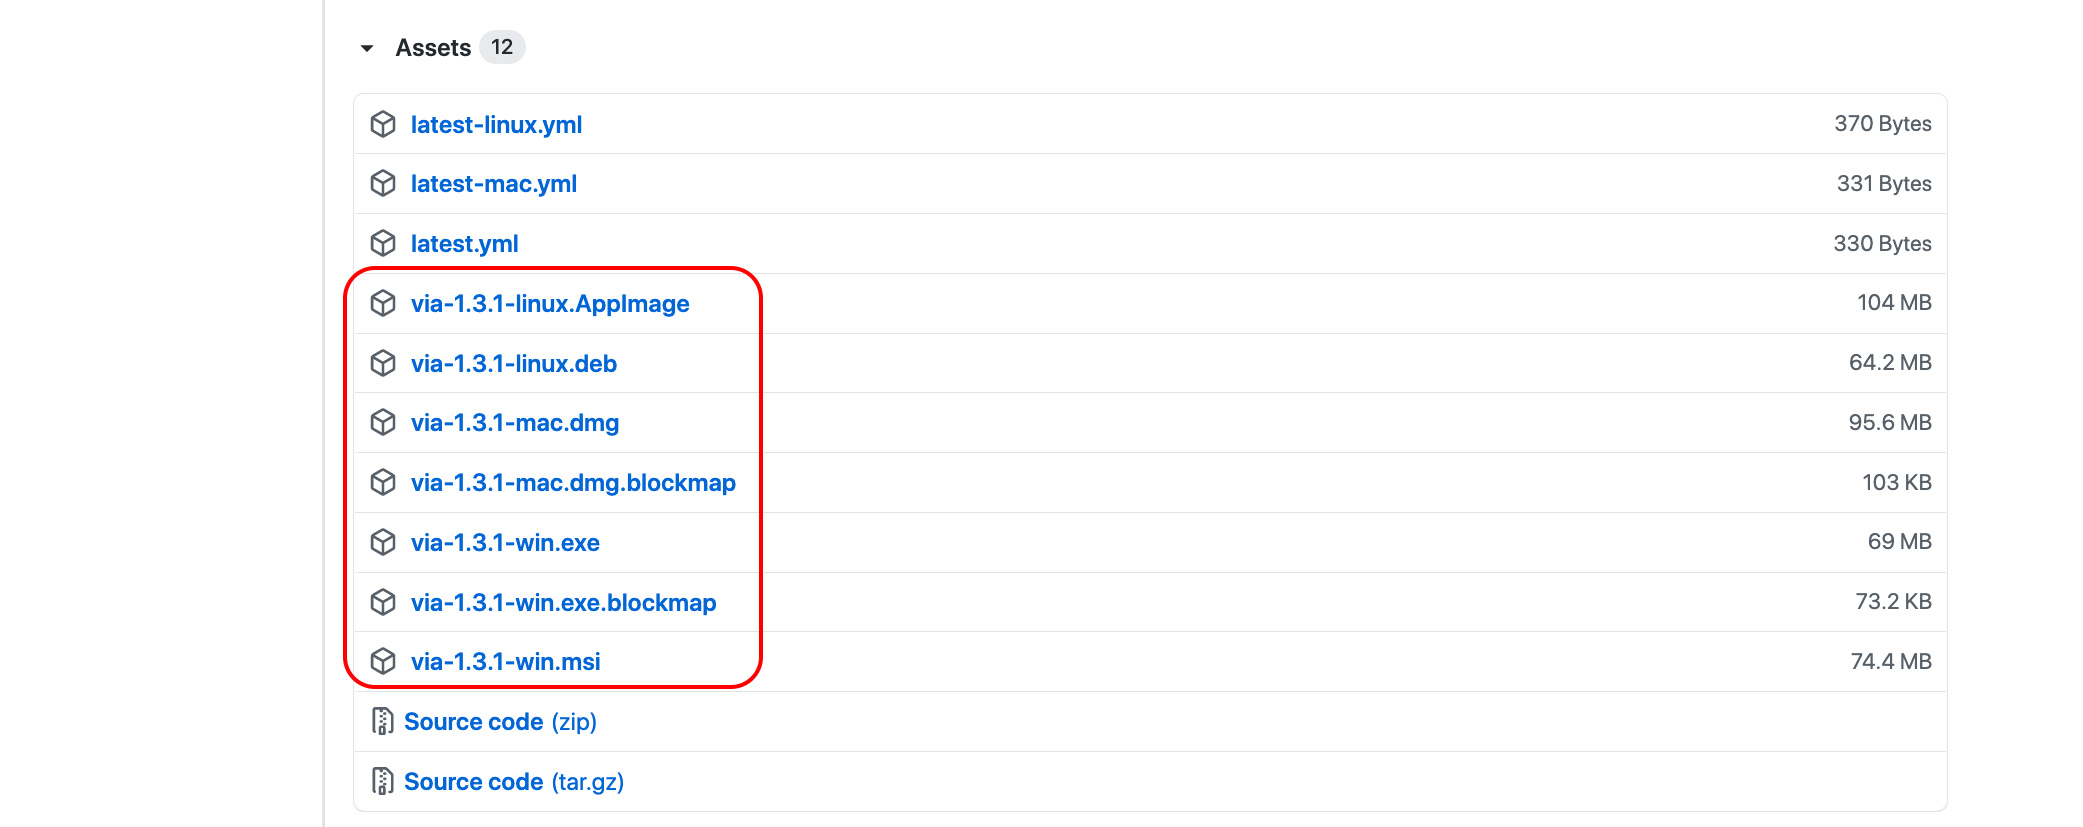 Assets 12
latest-linux.yml 370 Bytes
latest-mac.yml 331 Bytes
latest.yml 330 Bytes
via-1.3.1-linux.AppImage 104 MB
via-1.3.1-linux.deb 64.2 MB
via-1.3.1-mac.dmg 95.6 MB
via-1.3.1-mac.dmg.blockmap 103 KB
via-1.3.1-win.exe 69 MB
via-1.3.1-win.exe.blockmap 73.2 KB
via-1.3.1-win.msi 74.4 MB
Source code (zip)
Source code (tar.gz)